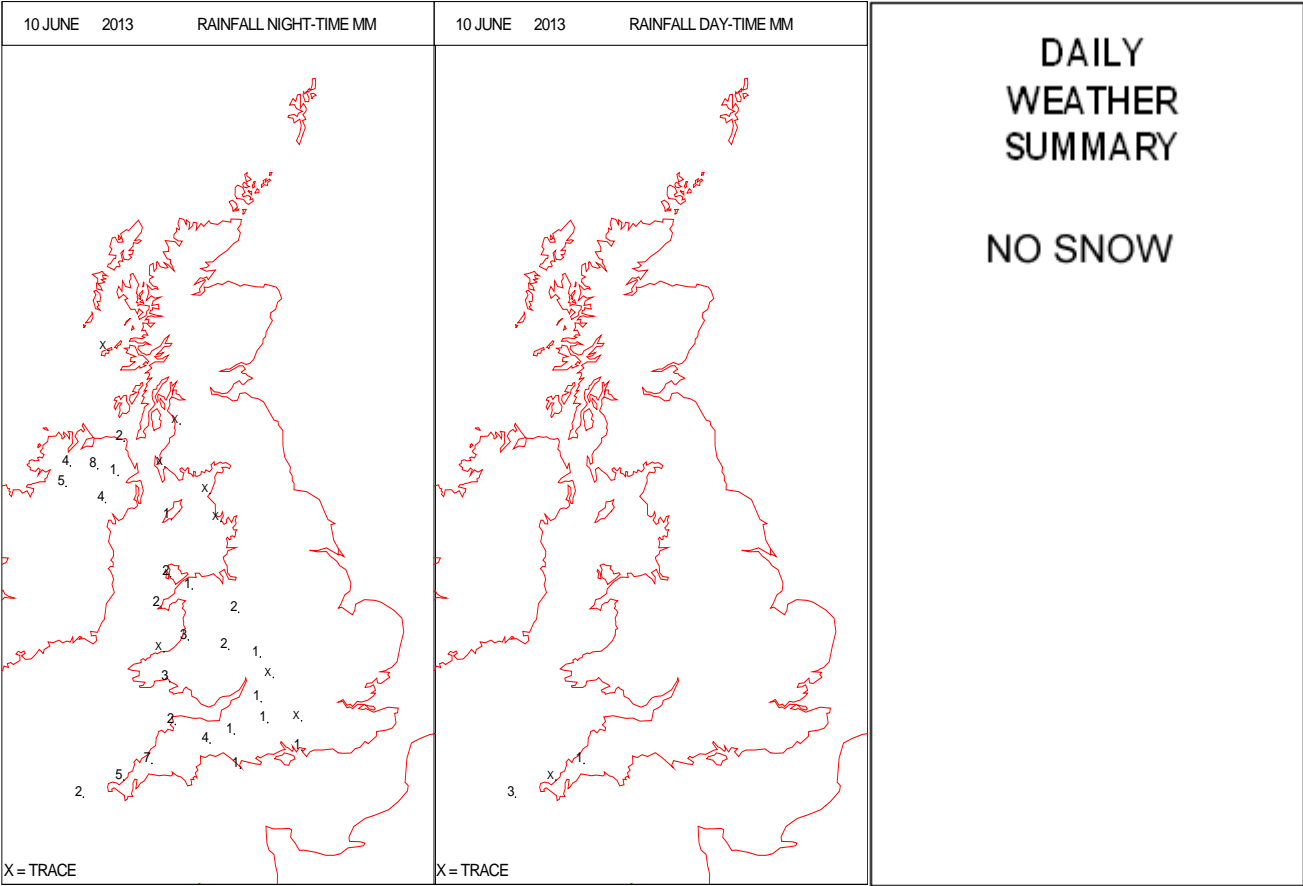 10 JUNE 2013 RAINFALL NIGHT-TIME MM
X.
X.
2.
4. 8. 1. X.
5.
4. X.
1 X.
2
1.
2. 2.
3. 2.
X. 1.
3 X.
1.
2. 1. X.
4. 1.
1
7. 1.
5.
2.
X = TRACE
10 JUNE 2013 RAINFALL DAY-TIME MM
1.
X.
3.
X = TRACE
DAILY
WEATHER
SUMMARY
NO SNOW